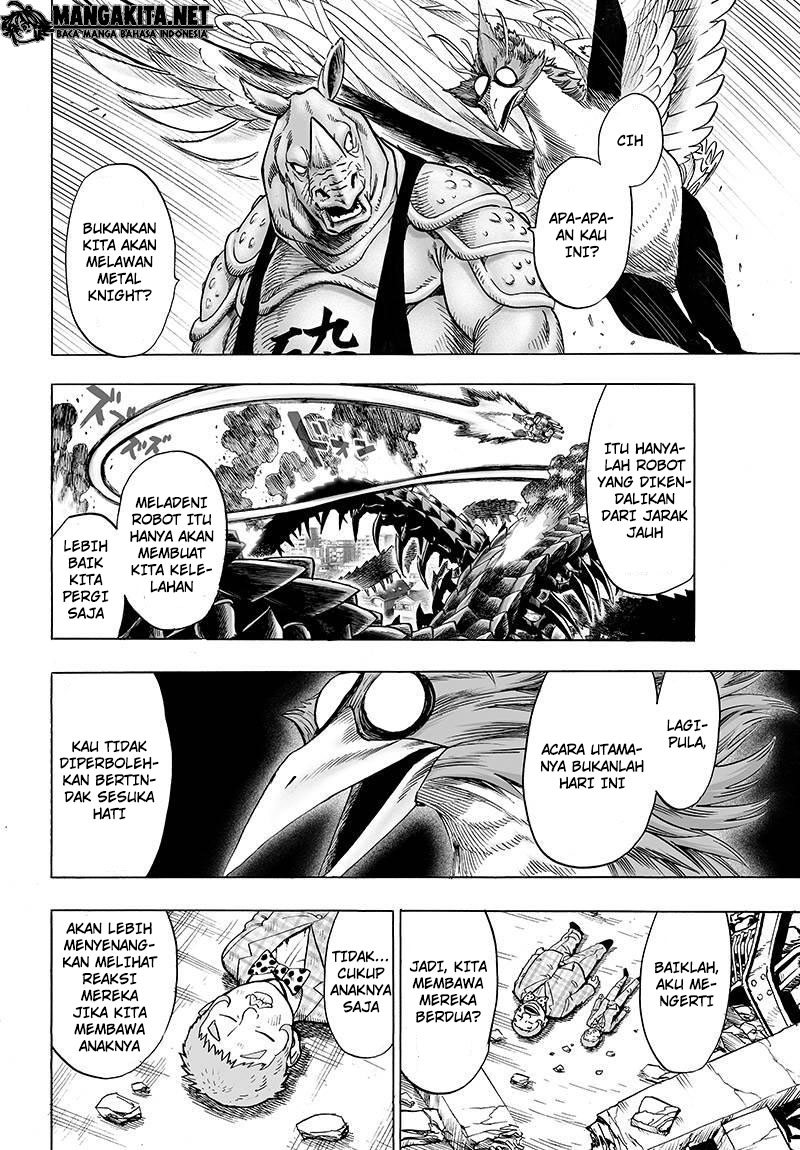 MANGAKITA.NET
BACA MANGA BAHASA INDONESIA
CIH
APA-APA-
AN KAU
INI?
BUKANKAN
KITA AKAN
MELAWAN
METAL
KNIGHT?
ITU HANYA-
LAH ROBOT
YANG DIKEN-
DALIKAN
DARI JARAK
JAUH
MELADENI
ROBOT ITU
HANYA AKAN
MEMBUAT
KITA KELE-
LAHAN
LEBIH
BAIK KITA
PERGI
SAJA
LAGI-
PULA,
ACARA UTAMA-
NYA BUKANLAH
HARI INI
KAU TIDAK
DIPERBOLEH-
KAN BERTIN-
DAK SESUKA
HATI
BAIKLAH,
AKU ME-
NGERTI
JADI, KITA
MEMBAWA
MEREKA
BERDUA?
TIDAK...
CUKUP
ANAKNYA
SAJA
AKAN LEBIH
MENYENANG-
KAN MELIHAT
REAKSI
MEREKA
JIKA KITA
MEMBAWA
ANAKNYA